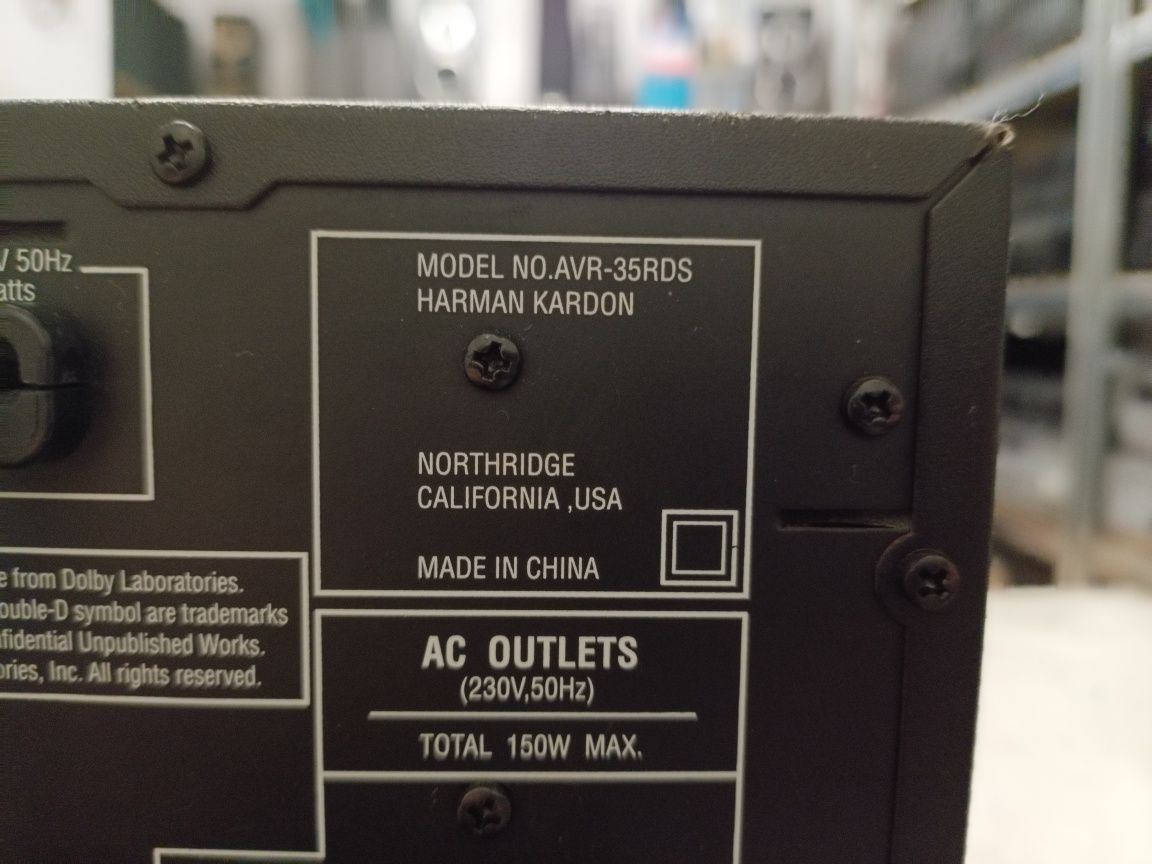 V 50Hz
atts
MODEL NO.AVR-35RDS
HARMAN KARDON
NORTHRIDGE
CALIFORNIA ,USA
MADE IN CHINA
e from Dolby Laboratories.
ouble-D symbol are trademarks
nfidential Unpublished Works.
ories, Inc. All rights reserved.
AC OUTLETS
(230V,50Hz)
TOTAL 150W MAX.